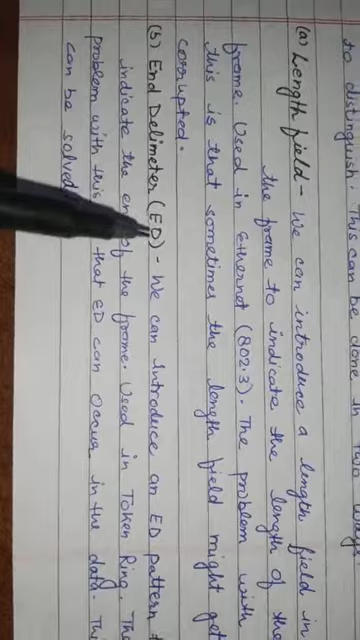 to distinguish. This can be done in two ways
(a) Length field - We can introduce a length field in
the frame to indicate the length of the
frame. Used in Ethernet (802.3). The problem with
this is that sometimes the length field might get
corrupted.
(b) End Delimeter (ED) - We can introduce an ED pattern
indicate the of the frame. Used in Token Ring. The
problem with this that ED can occur in the data. Thi
can be solved